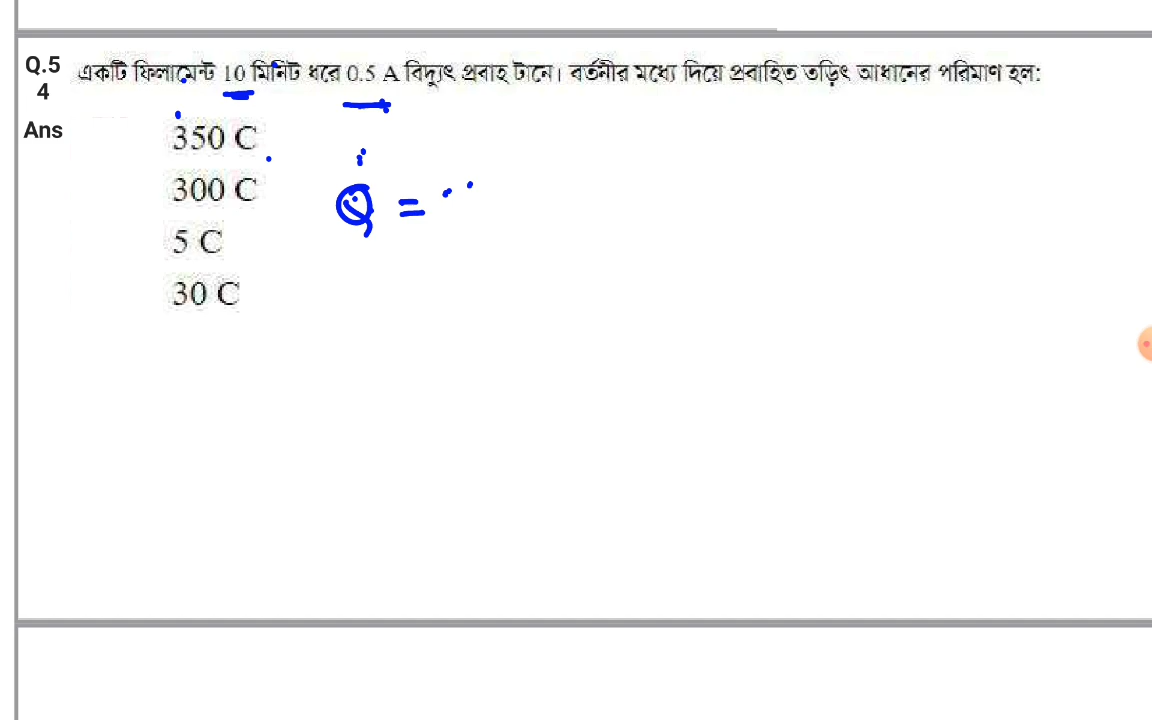 Q.5 একটি ফিলামেন্ট 10 মিনিট ধরে 0.5 A বিদ্যুৎ প্রবাহ টানে। বর্তনীর মধ্যে দিয়ে প্রবাহিত তড়িৎ আধানের পরিমাণ হল:
4
Ans 350 C
300 C
Q =
5 C
30 C